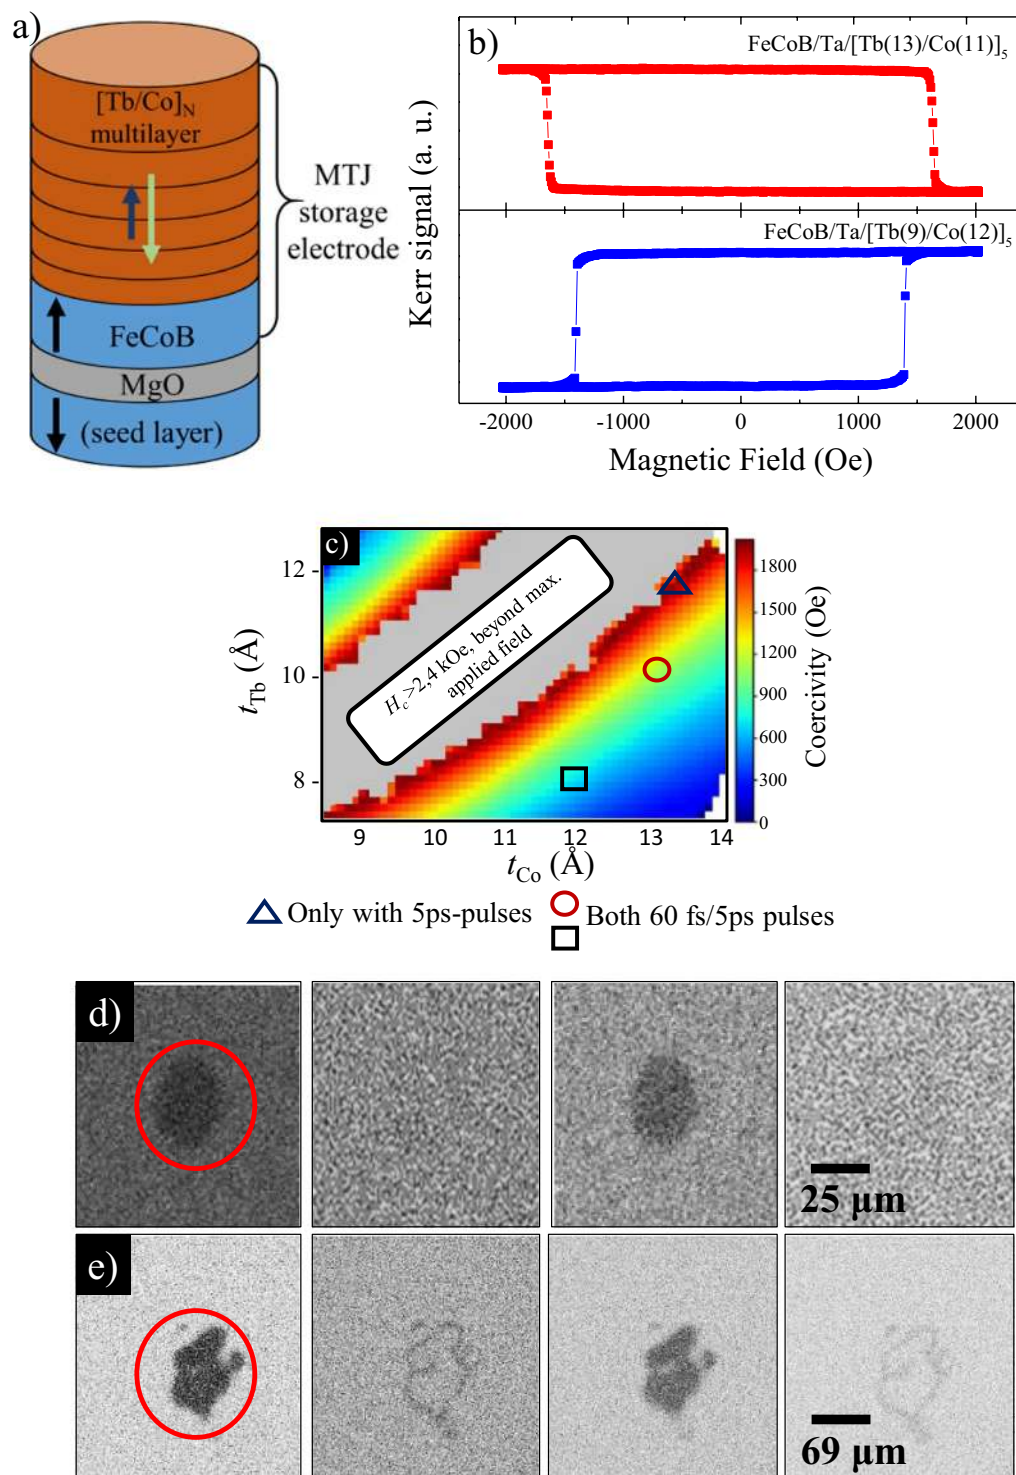 a)
[Tb/Co]N
multilayer
MTJ
storage
electrode
FeCoB
MgO
(seed layer)
b)
FeCoB/Ta/[Tb(13)/Co(11)]5
FeCoB/Ta/[Tb(9)/Co(12)]5
Kerr signal (a. u.)
-2000 -1000 0 1000 2000
Magnetic Field (Oe)
c)
12
10
8
tTb (Å)
Hc>2,4 kOe, beyond max.
applied field
9 10 11 12 13 14
tCo (Å)
1800
1500
1200
900
600
300
0
Coercivity (Oe)
Only with 5ps-pulses
Both 60 fs/5ps pulses
d)
25 µm
e)
69 µm